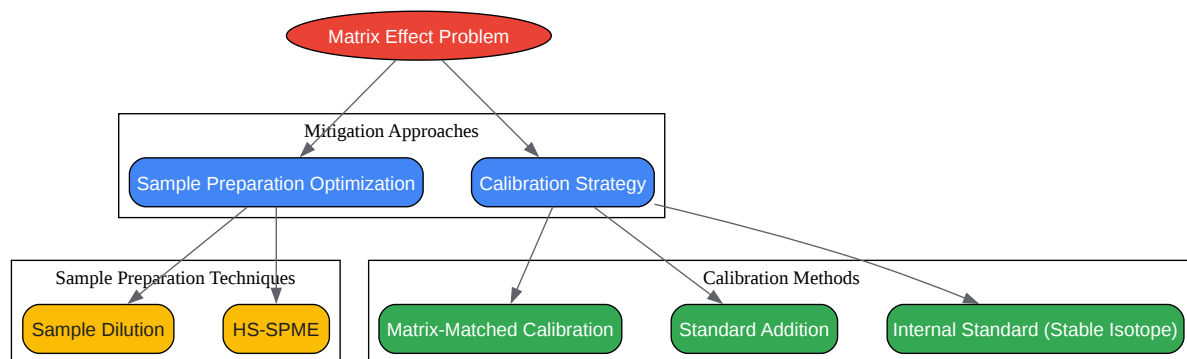 Matrix Effect Problem
Mitigation Approaches
Sample Preparation Optimization
Calibration Strategy
Sample Preparation Techniques
Calibration Methods
Sample Dilution
HS-SPME
Matrix-Matched Calibration
Standard Addition
Internal Standard (Stable Isotope)